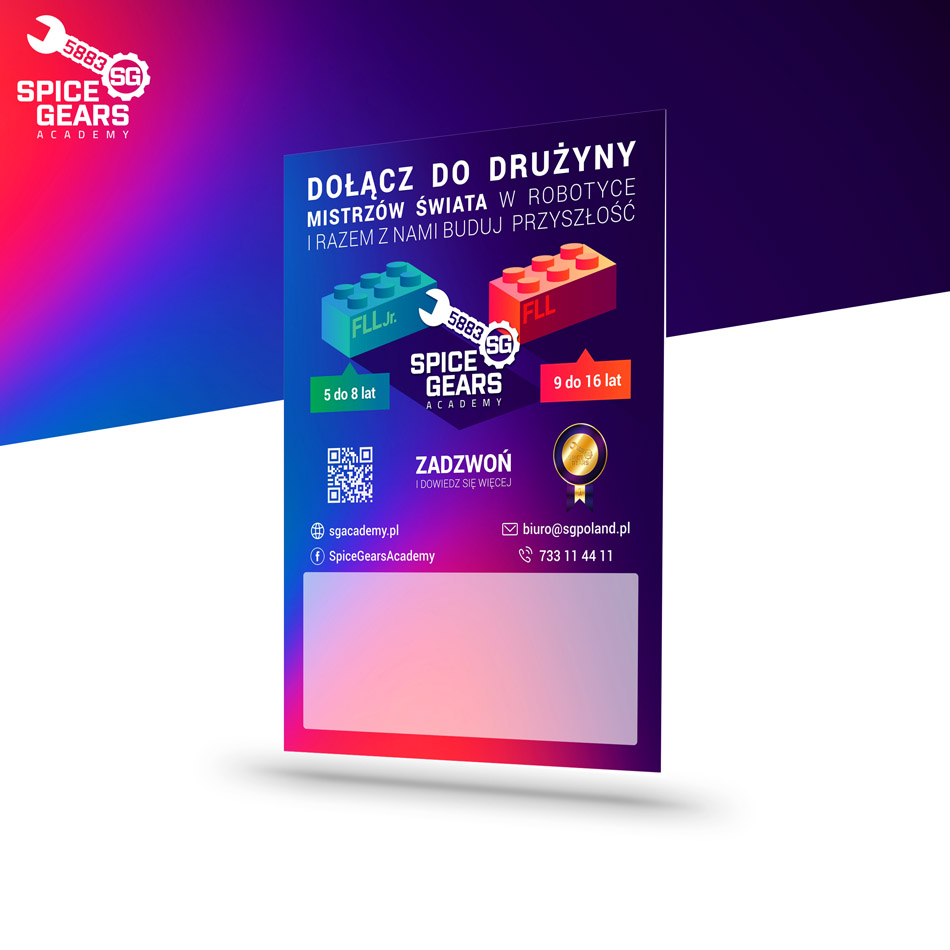 5883
SG
SPICE
GEARS
ACADEMY
DOŁĄCZ DO DRUŻYNY
MISTRZÓW ŚWIATA W ROBOTYCE
I RAZEM Z NAMI BUDUJ PRZYSZŁOŚĆ
FLL Jr.
FLL
5883
SG
SPICE
GEARS
ACADEMY
5 do 8 lat
9 do 16 lat
ZADZWOŃ
I DOWIEDZ SIĘ WIĘCEJ
sgacademy.pl
biuro@sgpoland.pl
SpiceGearsAcademy
733 11 44 11